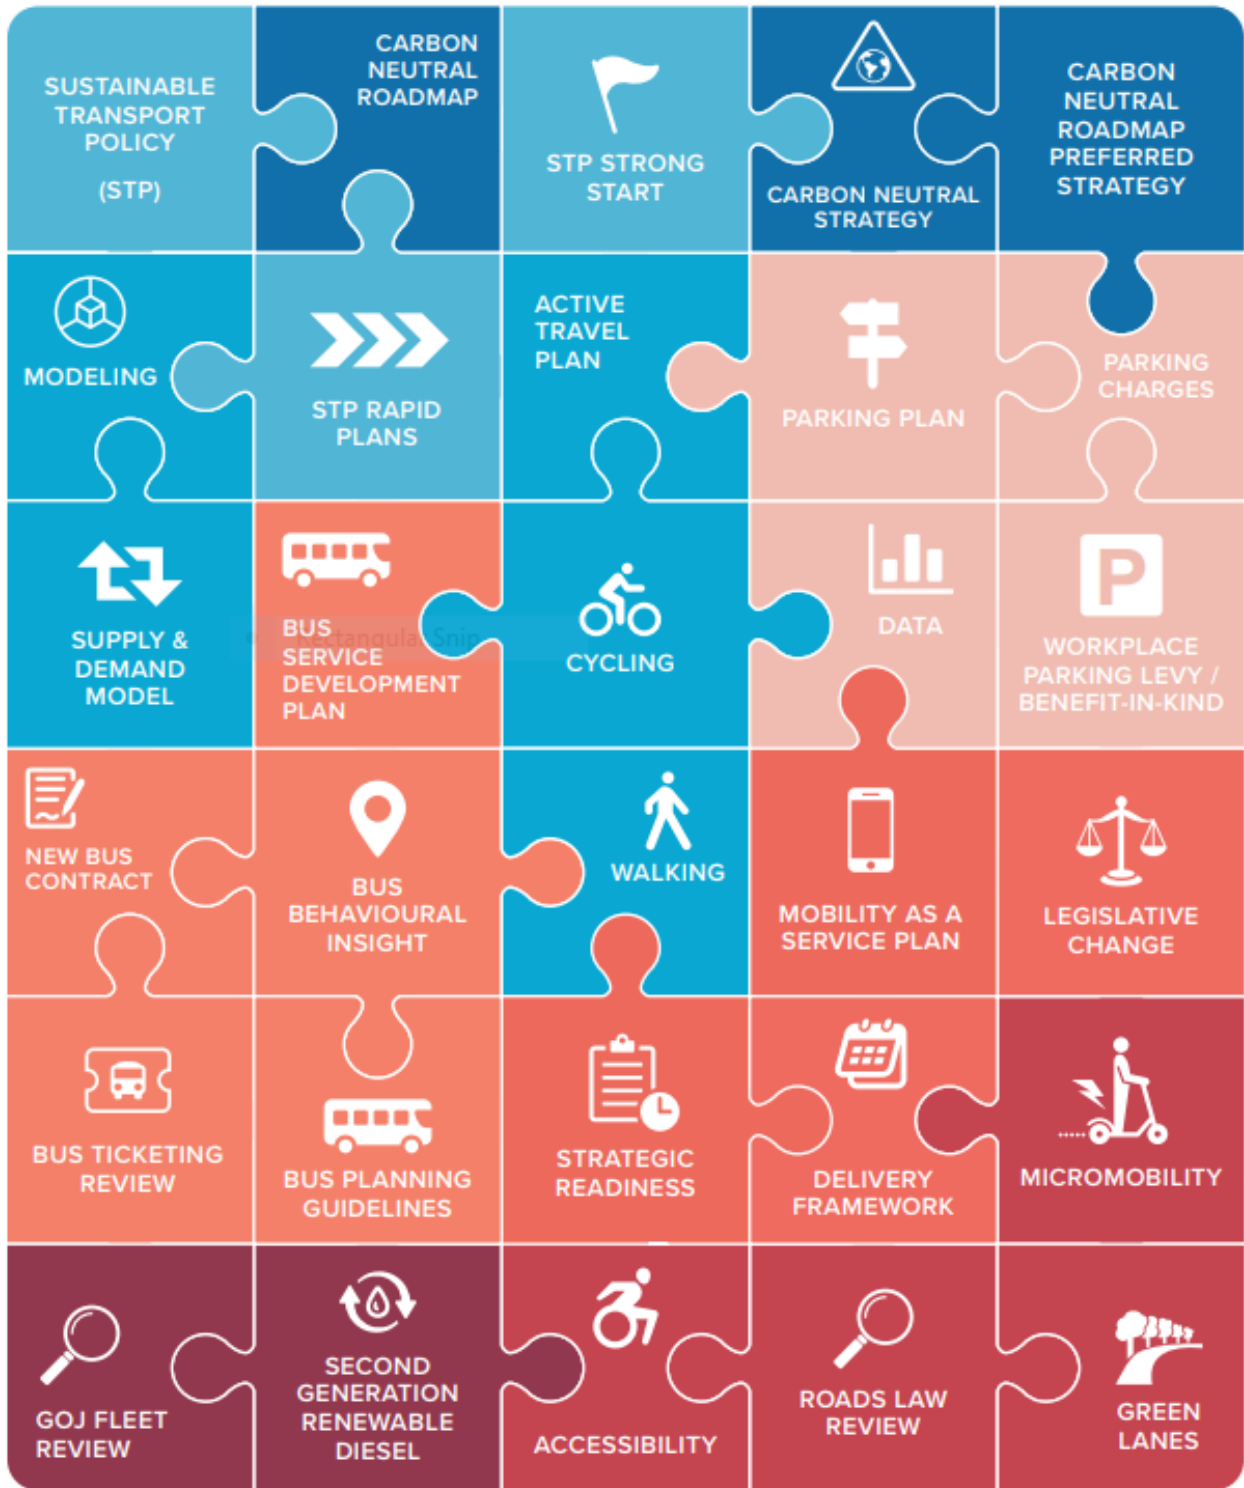 SUSTAINABLE
TRANSPORT
POLICY
(STP)
CARBON
NEUTRAL
ROADMAP
STP STRONG
START
CARBON NEUTRAL
STRATEGY
CARBON
NEUTRAL
ROADMAP
PREFERRED
STRATEGY
MODELING
STP RAPID
PLANS
ACTIVE
TRAVEL
PLAN
PARKING PLAN
PARKING
CHARGES
SUPPLY &
DEMAND
MODEL
BUS
SERVICE
DEVELOPMENT
PLAN
Rectangular Snip
CYCLING
DATA
P
WORKPLACE
PARKING LEVY /
BENEFIT-IN-KIND
NEW BUS
CONTRACT
BUS
BEHAVIOURAL
INSIGHT
WALKING
MOBILITY AS A
SERVICE PLAN
LEGISLATIVE
CHANGE
BUS TICKETING
REVIEW
BUS PLANNING
GUIDELINES
STRATEGIC
READINESS
DELIVERY
FRAMEWORK
MICROMOBILITY
GOJ FLEET
REVIEW
SECOND
GENERATION
RENEWABLE
DIESEL
ACCESSIBILITY
ROADS LAW
REVIEW
GREEN
LANES